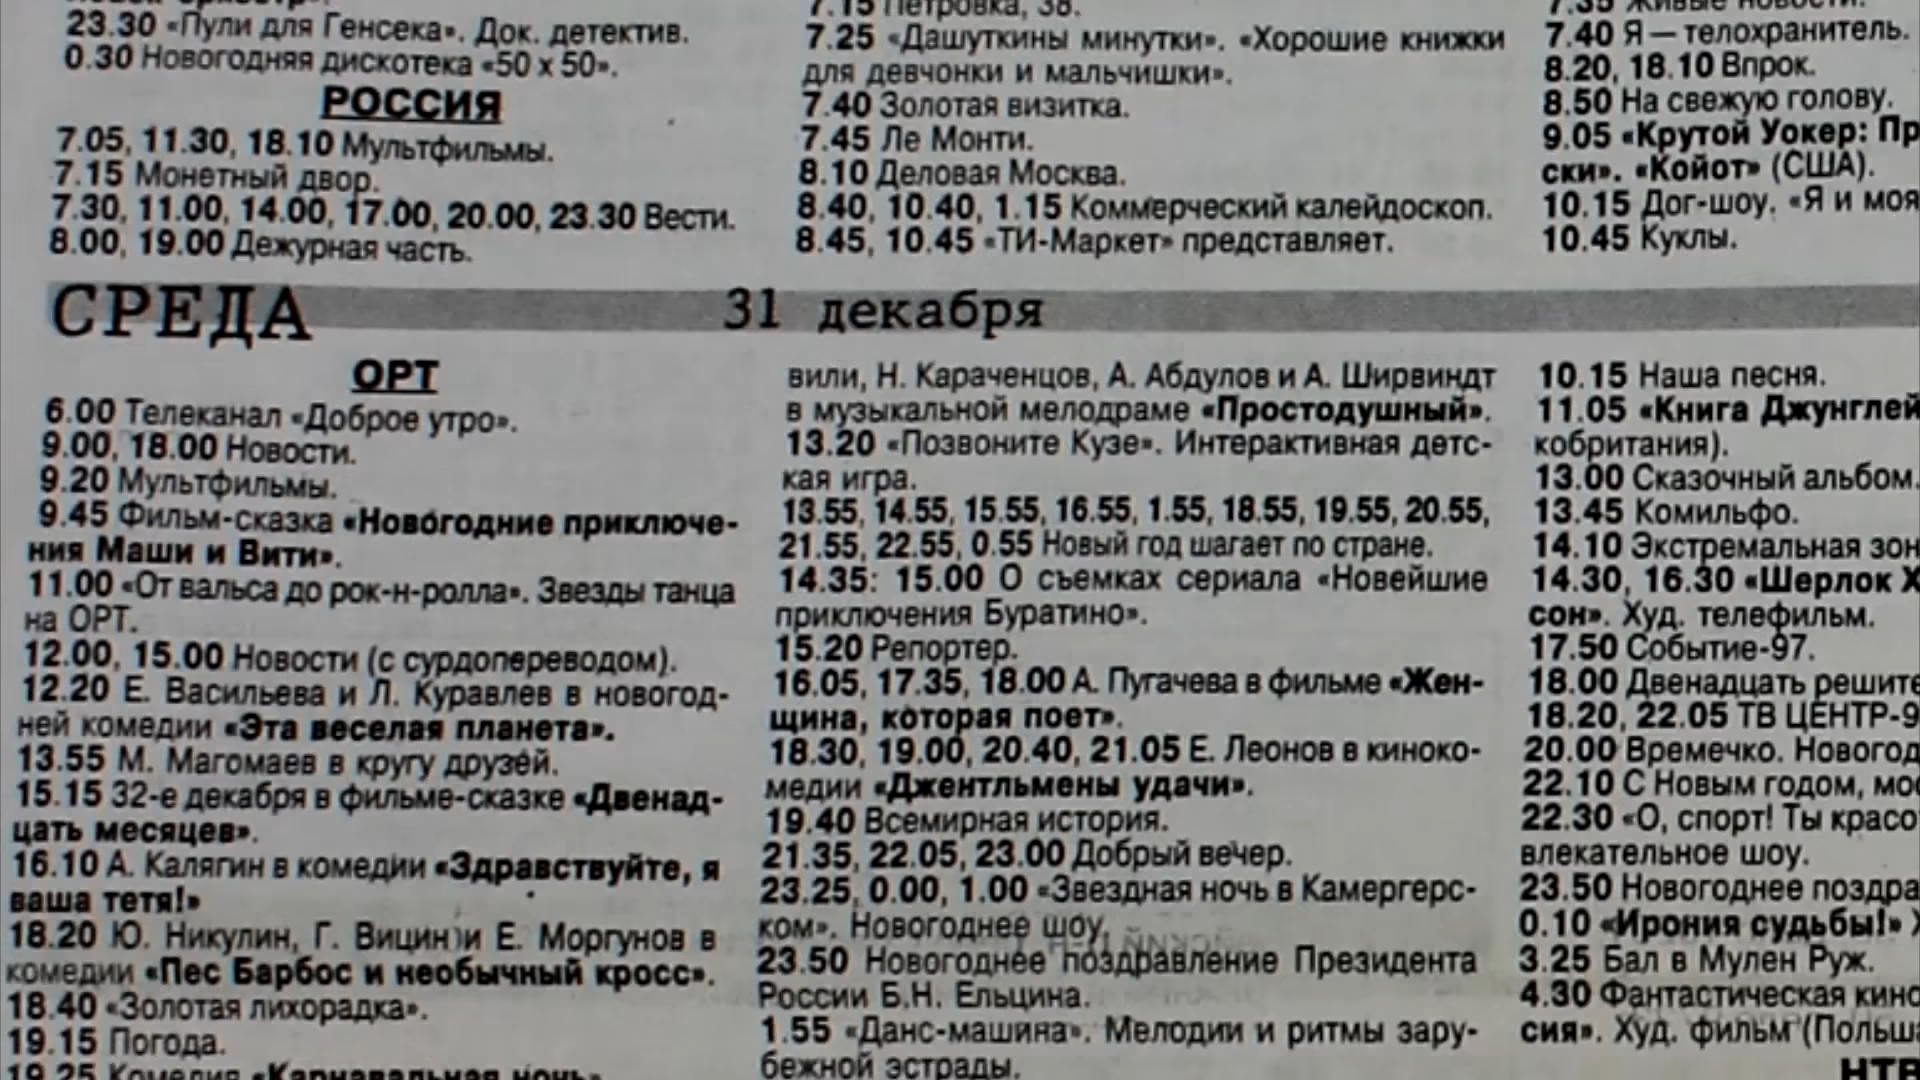 23.30 «Пули для Генсека». Док. детектив.
0.30 Новогодняя дискотека «50 х 50».
РОССИЯ
7.05, 11.30, 18.10 Мультфильмы.
7.15 Монетный двор.
7.30, 11.00, 14.00, 17.00, 20.00, 23.30 Вести.
8.00, 19.00 Дежурная часть.
7.15 Петровка, 38.
7.25 «Дашуткины минутки». «Хорошие книжки
для девчонки и мальчишки».
7.40 Золотая визитка.
7.45 Ле Монти.
8.10 Деловая Москва.
8.40, 10.40, 1.15 Коммерческий калейдоскоп.
8.45, 10.45 «ТИ-Маркет» представляет.
7.35 Живые новости.
7.40 Я — телохранитель.
8.20, 18.10 Впрок.
8.50 На свежую голову.
9.05 «Крутой Уокер: Пр
ски». «Койот» (США).
10.15 Дог-шоу. «Я и моя
10.45 Куклы.
СРЕДА 31 декабря
ОРТ
6.00 Телеканал «Доброе утро».
9.00, 18.00 Новости.
9.20 Мультфильмы.
9.45 Фильм-сказка «Новогодние приключе-
ния Маши и Вити».
11.00 «От вальса до рок-н-ролла». Звезды танца
на ОРТ.
12.00, 15.00 Новости (с сурдопереводом).
12.20 Е. Васильева и Л. Куравлев в новогод-
ней комедии «Эта веселая планета».
13.55 М. Магомаев в кругу друзей.
15.15 32-е декабря в фильме-сказке «Двенад-
цать месяцев».
16.10 А. Калягин в комедии «Здравствуйте, я
ваша тетя!»
18.20 Ю. Никулин, Г. Вицин и Е. Моргунов в
комедии «Пес Барбос и необычный кросс».
18.40 «Золотая лихорадка».
19.15 Погода.
19.25 Комедия «Карнавальная ночь».
вили, Н. Караченцов, А. Абдулов и А. Ширвиндт
в музыкальной мелодраме «Простодушный».
13.20 «Позвоните Кузе». Интерактивная детс-
кая игра.
13.55, 14.55, 15.55, 16.55, 1.55, 18.55, 19.55, 20.55,
21.55, 22.55, 0.55 Новый год шагает по стране.
14.35: 15.00 О съемках сериала «Новейшие
приключения Буратино».
15.20 Репортер.
16.05, 17.35, 18.00 А. Пугачева в фильме «Жен-
щина, которая поет».
18.30, 19.00, 20.40, 21.05 Е. Леонов в киноко-
медии «Джентльмены удачи».
19.40 Всемирная история.
21.35, 22.05, 23.00 Добрый вечер.
23.25, 0.00, 1.00 «Звездная ночь в Камергерс-
ком». Новогоднее шоу.
23.50 Новогоднее поздравление Президента
России Б.Н. Ельцина.
1.55 «Данс-машина». Мелодии и ритмы зару-
бежной эстрады.
10.15 Наша песня.
11.05 «Книга Джунглей
кобритания).
13.00 Сказочный альбом.
13.45 Комильфо.
14.10 Экстремальная зон
14.30, 16.30 «Шерлок Х
сон». Худ. телефильм.
17.50 Событие-97.
18.00 Двенадцать решите
18.20, 22.05 ТВ ЦЕНТР-9
20.00 Времечко. Новогод
22.10 С Новым годом, мос
22.30 «О, спорт! Ты красо
влекательное шоу.
23.50 Новогоднее поздра
0.10 «Ирония судьбы!» Х
3.25 Бал в Мулен Руж.
4.30 Фантастическая кино
сия». Худ. фильм (Польша
НТВ